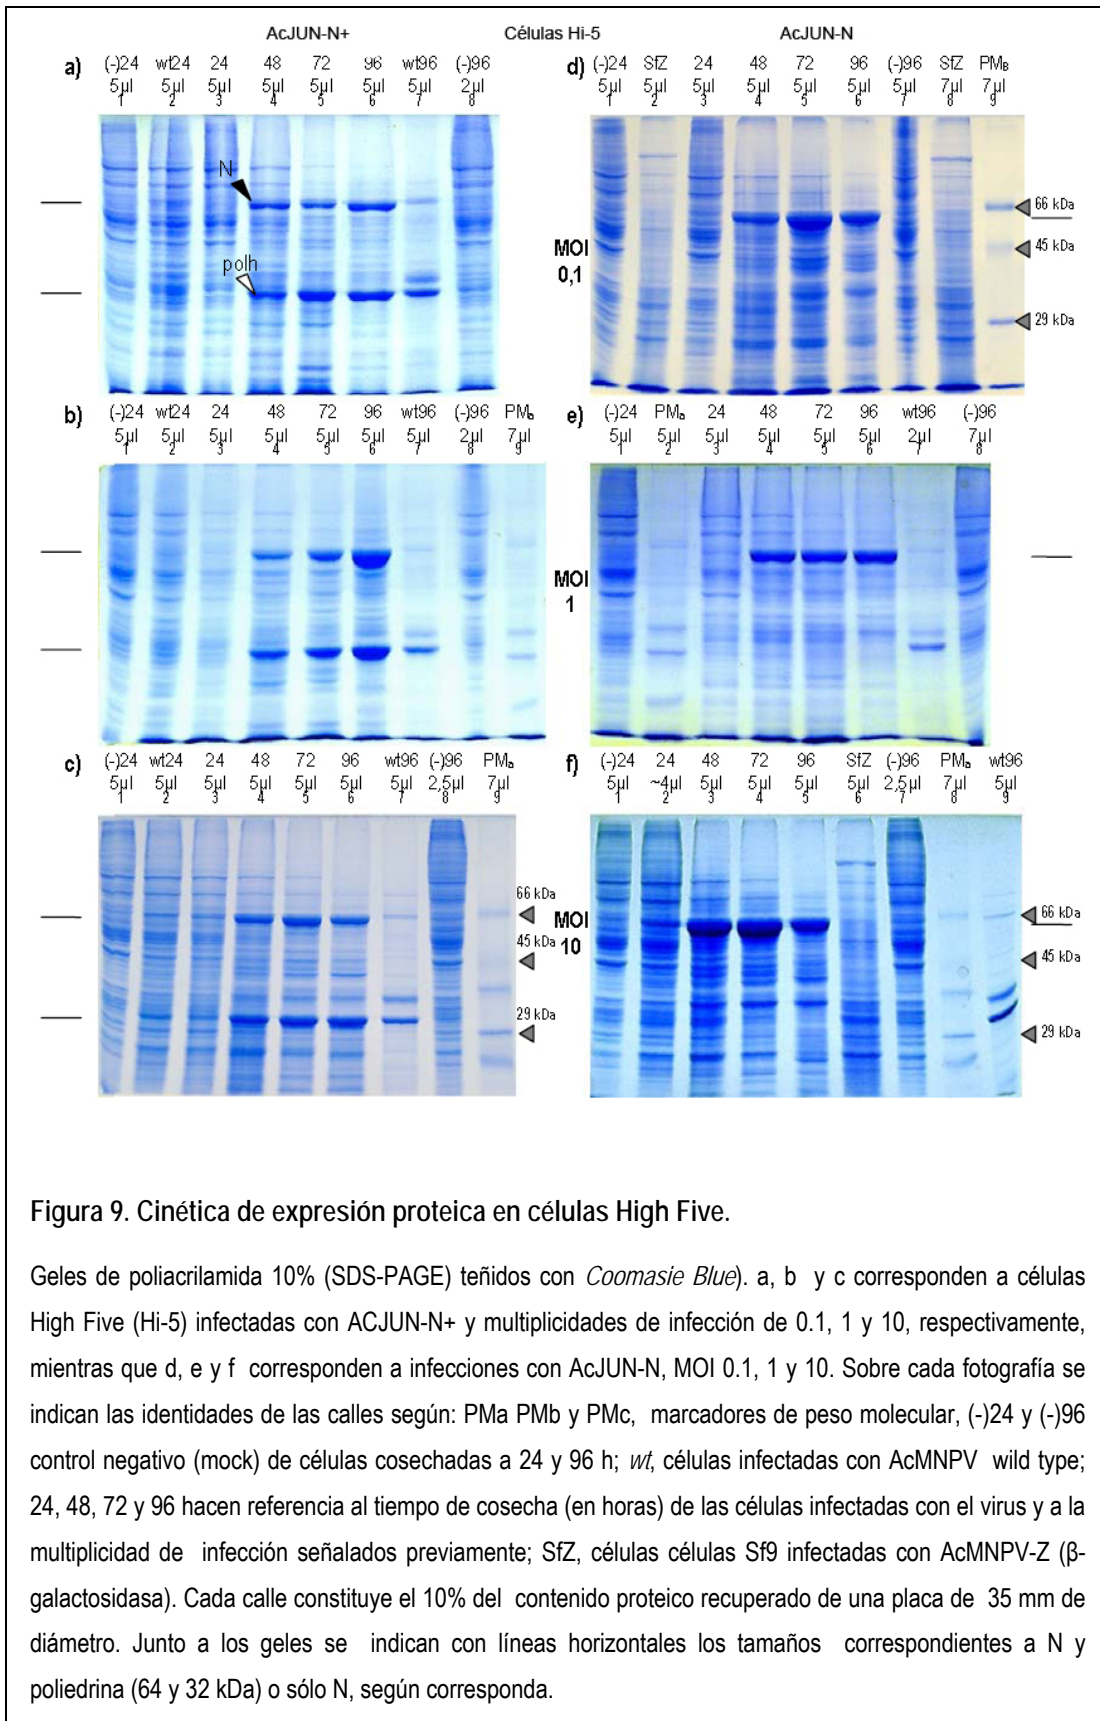 AcJUN-N+ Células Hi-5 AcJUN-N
a) (-)24 wt24 24 48 72 96 wt96 (-)96
5µl 5µl 5µl 5µl 5µl 5µl 5µl 2µl
1 2 3 4 5 6 7 8
N
polh
d) (-)24 SfZ 24 48 72 96 (-)96 SfZ PMB
5µl 5µl 5µl 5µl 5µl 5µl 5µl 7µl 7µl
1 2 3 4 5 6 7 8 9
MOI
0,1
66 kDa
45 kDa
29 kDa
b) (-)24 wt24 24 48 72 96 wt96 (-)96 PMb
5µl 5µl 5µl 5µl 5µl 5µl 5µl 2µl 7µl
1 2 3 4 5 6 7 8 9
e) (-)24 PMa 24 48 72 96 wt96 (-)96
5µl 5µl 5µl 5µl 5µl 5µl 2µl 7µl
1 2 3 4 5 6 7 8
MOI
1
c) (-)24 wt24 24 48 72 96 wt96 (-)96 PMa
5µl 5µl 5µl 5µl 5µl 5µl 5µl 2,5µl 7µl
1 2 3 4 5 6 7 8 9
66 kDa
45 kDa
29 kDa
f) (-)24 24 48 72 96 SfZ (-)96 PMa wt96
5µl ~4µl 5µl 5µl 5µl 5µl 2,5µl 7µl 5µl
1 2 3 4 5 6 7 8 9
MOI
10
66 kDa
45 kDa
29 kDa
Figura 9. Cinética de expresión proteica en células High Five.
Geles de poliacrilamida 10% (SDS-PAGE) teñidos con Coomasie Blue). a, b y c corresponden a células
High Five (Hi-5) infectadas con ACJUN-N+ y multiplicidades de infección de 0.1, 1 y 10, respectivamente,
mientras que d, e y f corresponden a infecciones con AcJUN-N, MOI 0.1, 1 y 10. Sobre cada fotografía se
indican las identidades de las calles según: PMa PMb y PMc, marcadores de peso molecular, (-)24 y (-)96
control negativo (mock) de células cosechadas a 24 y 96 h; wt, células infectadas con AcMNPV wild type;
24, 48, 72 y 96 hacen referencia al tiempo de cosecha (en horas) de las células infectadas con el virus y a la
multiplicidad de infección señalados previamente; SfZ, células células Sf9 infectadas con AcMNPV-Z (β-
galactosidasa). Cada calle constituye el 10% del contenido proteico recuperado de una placa de 35 mm de
diámetro. Junto a los geles se indican con líneas horizontales los tamaños correspondientes a N y
poliedrina (64 y 32 kDa) o sólo N, según corresponda.